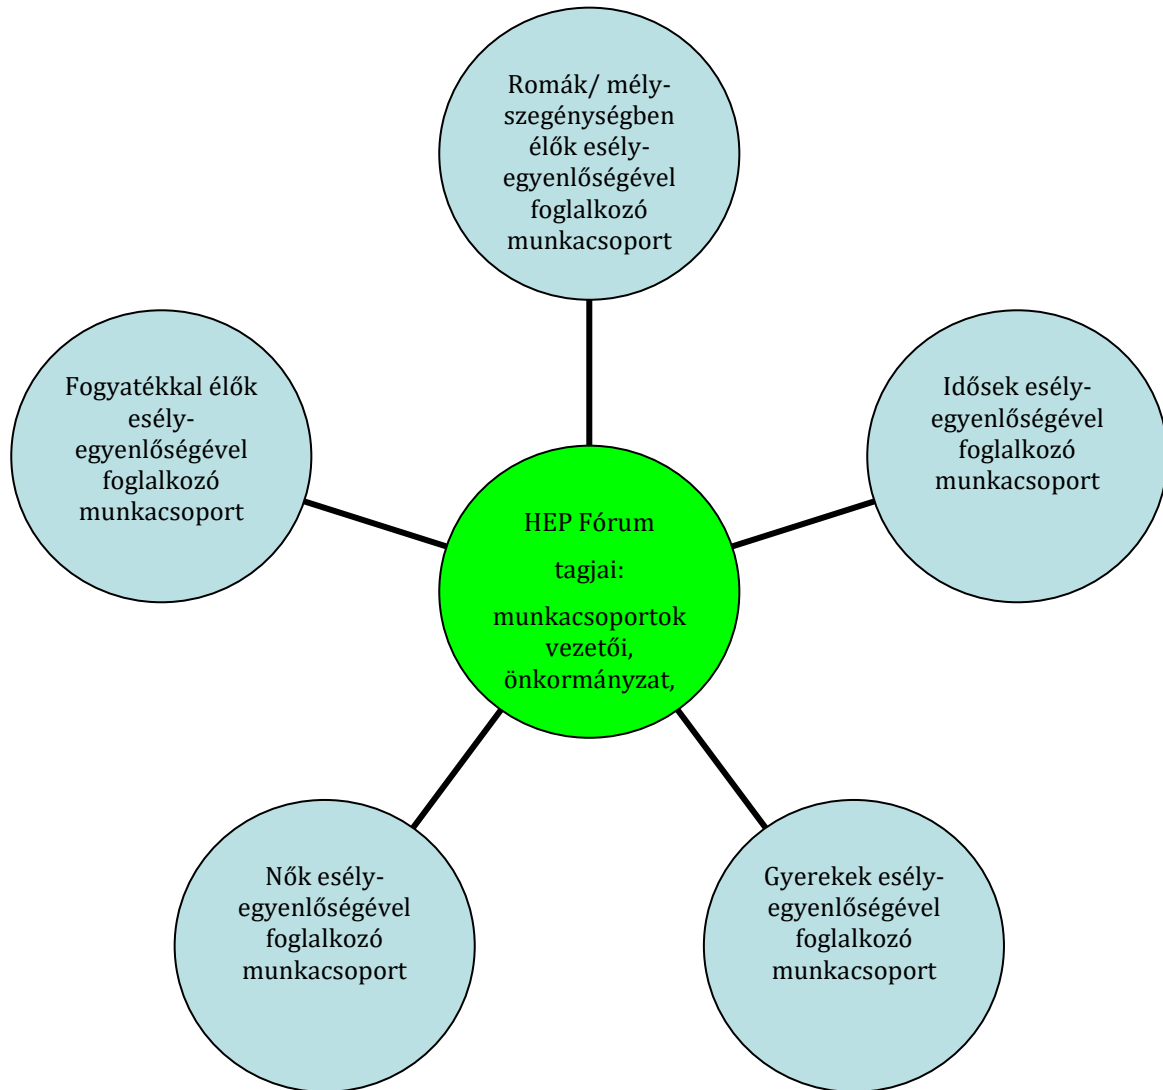 Romák/ mély-
szegénységben
élők esély-
egyenlőségével
foglalkozó
munkacsoport
Fogyatékkal élők
esély-
egyenlőségével
foglalkozó
munkacsoport
Idősek esély-
egyenlőségével
foglalkozó
munkacsoport
HEP Fórum
tagjai:
munkacsoportok
vezetői,
önkormányzat,
Nők esély-
egyenlőségével
foglalkozó
munkacsoport
Gyerekek esély-
egyenlőségével
foglalkozó
munkacsoport